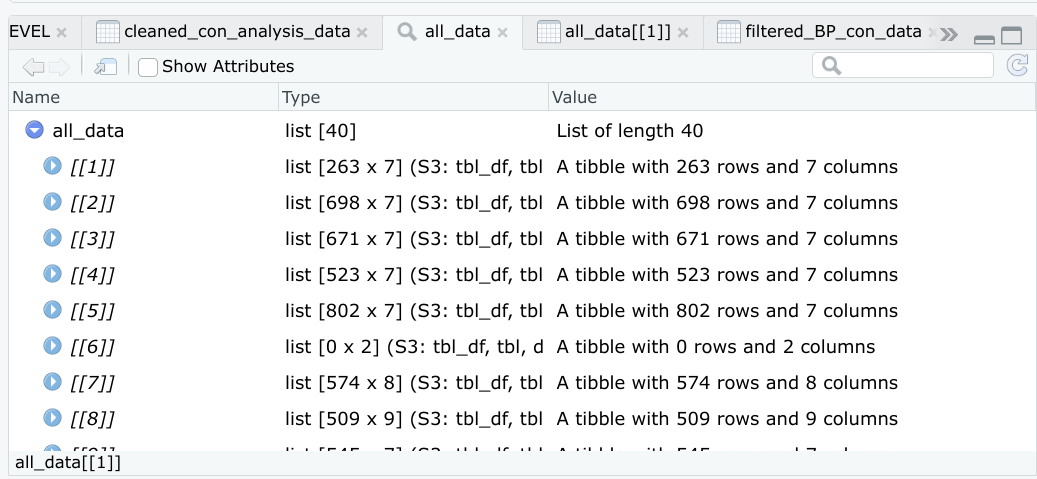 EVEL cleaned_con_analysis_data all_data all_data[[1]] filtered_BP_con_data
Show Attributes
Name Type Value
all_data list [40] List of length 40
[[1]] list [263 x 7] (S3: tbl_df, tbl A tibble with 263 rows and 7 columns
[[2]] list [698 x 7] (S3: tbl_df, tbl A tibble with 698 rows and 7 columns
[[3]] list [671 x 7] (S3: tbl_df, tbl A tibble with 671 rows and 7 columns
[[4]] list [523 x 7] (S3: tbl_df, tbl A tibble with 523 rows and 7 columns
[[5]] list [802 x 7] (S3: tbl_df, tbl A tibble with 802 rows and 7 columns
[[6]] list [0 x 2] (S3: tbl_df, tbl, d A tibble with 0 rows and 2 columns
[[7]] list [574 x 8] (S3: tbl_df, tbl A tibble with 574 rows and 8 columns
[[8]] list [509 x 9] (S3: tbl_df, tbl A tibble with 509 rows and 9 columns
all_data[[1]]